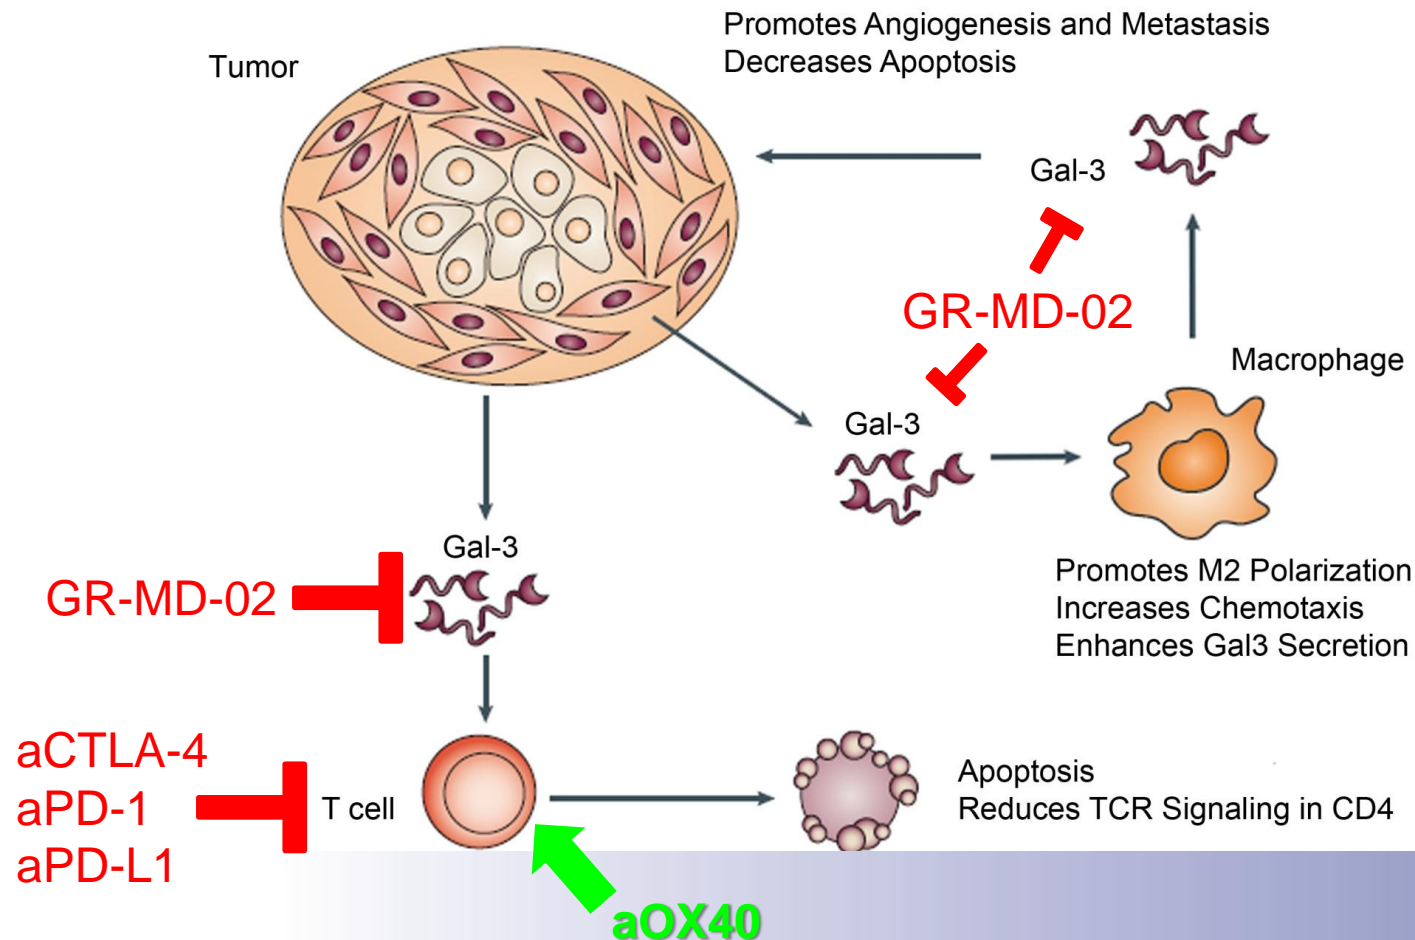 Promotes Angiogenesis and Metastasis
Decreases Apoptosis
Tumor
Gal-3
GR-MD-02
Macrophage
Gal-3
Promotes M2 Polarization
Increases Chemotaxis
Enhances Gal3 Secretion
Gal-3
GR-MD-02
aCTLA-4
aPD-1
aPD-L1
T cell
Apoptosis
Reduces TCR Signaling in CD4
aOX40